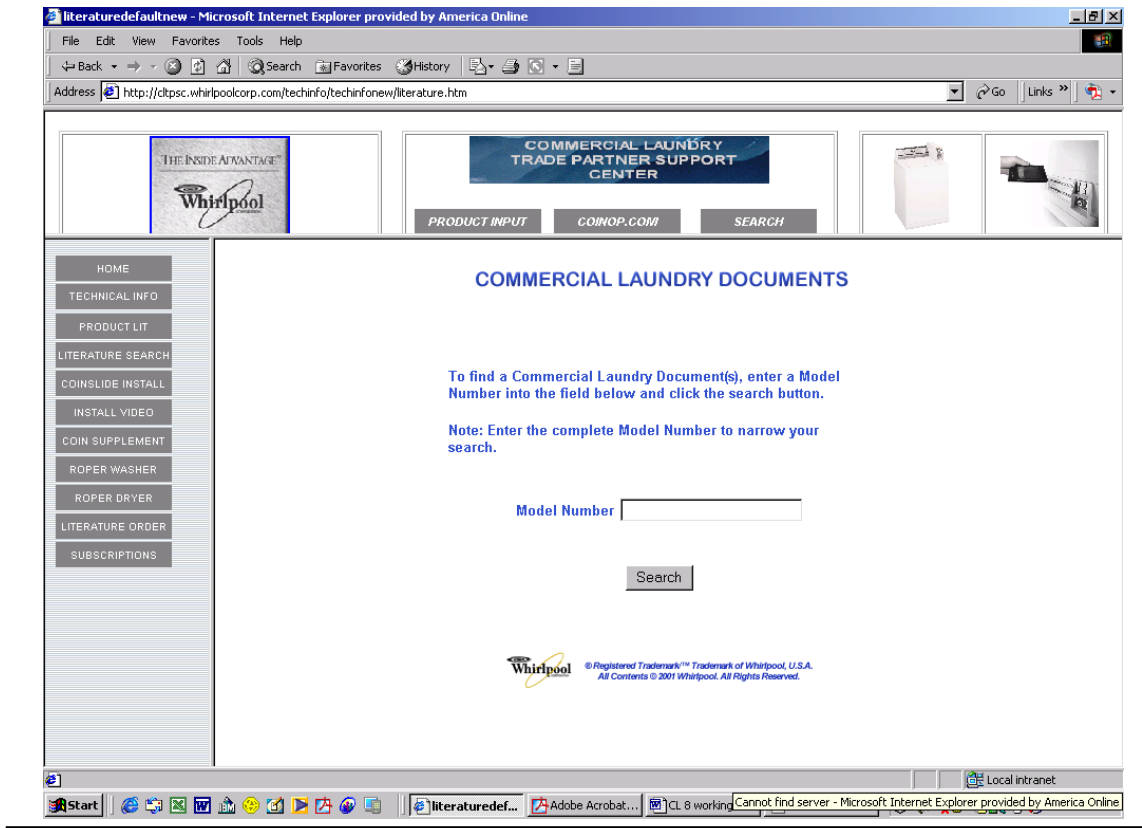 literaturedefaultnew - Microsoft Internet Explorer provided by America Online
File Edit View Favorites Tools Help
Back Search Favorites History
Address http://cltpsc.whirlpoolcorp.com/techinfo/techinfonew/literature.htm Go Links »
THE INSIDE ADVANTAGE™
Whirlpool
COMMERCIAL LAUNDRY
TRADE PARTNER SUPPORT
CENTER
PRODUCT INPUT COINOP.COM SEARCH
HOME
TECHNICAL INFO
PRODUCT LIT
LITERATURE SEARCH
COINSLIDE INSTALL
INSTALL VIDEO
COIN SUPPLEMENT
ROPER WASHER
ROPER DRYER
LITERATURE ORDER
SUBSCRIPTIONS
COMMERCIAL LAUNDRY DOCUMENTS
To find a Commercial Laundry Document(s), enter a Model
Number into the field below and click the search button.
Note: Enter the complete Model Number to narrow your
search.
Model Number
Search
Whirlpool
® Registered Trademark/™ Trademark of Whirlpool, U.S.A.
All Contents © 2001 Whirlpool. All Rights Reserved.
Local intranet
Start literaturedef... Adobe Acrobat... CL 8 working
Cannot find server - Microsoft Internet Explorer provided by America Online